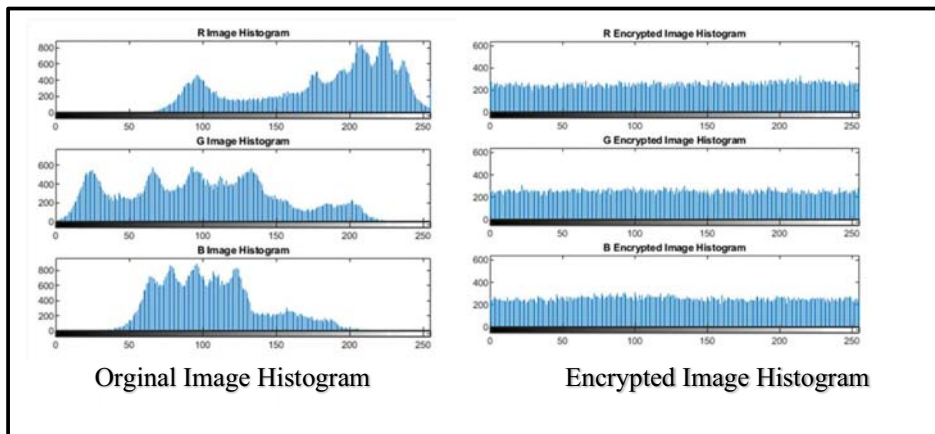 R Image Histogram
800
600
400
200
0
0 50 100 150 200 250
G Image Histogram
600
400
200
0
0 50 100 150 200 250
B Image Histogram
800
600
400
200
0
0 50 100 150 200 250
Orginal Image Histogram
R Encrypted Image Histogram
600
400
200
0
0 50 100 150 200 250
G Encrypted Image Histogram
600
400
200
0
0 50 100 150 200 250
B Encrypted Image Histogram
600
400
200
0
0 50 100 150 200 250
Encrypted Image Histogram